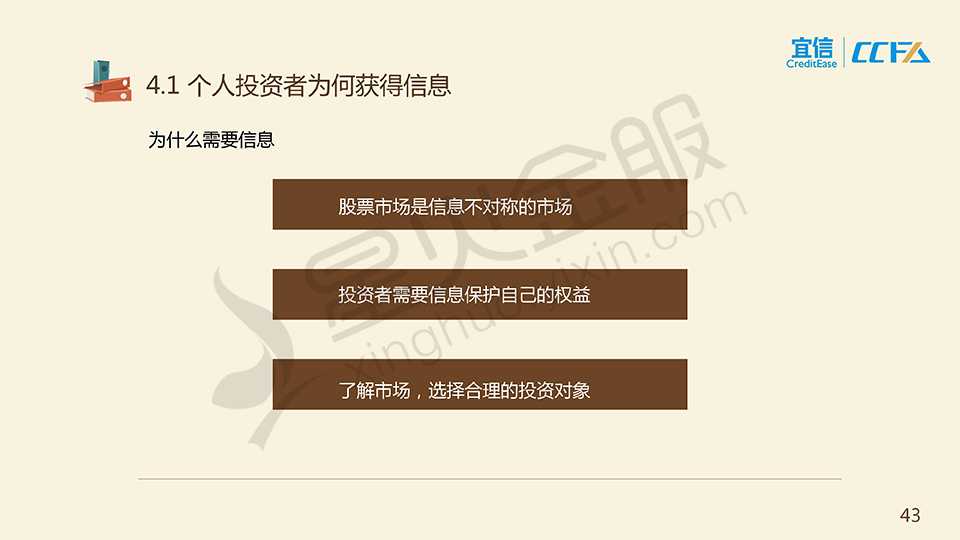 宜信
CreditEase
CCFA
4.1 个人投资者为何获得信息
为什么需要信息
股票市场是信息不对称的市场
投资者需要信息保护自己的权益
了解市场，选择合理的投资对象
星火金服
xinghuo.yixin.com
43